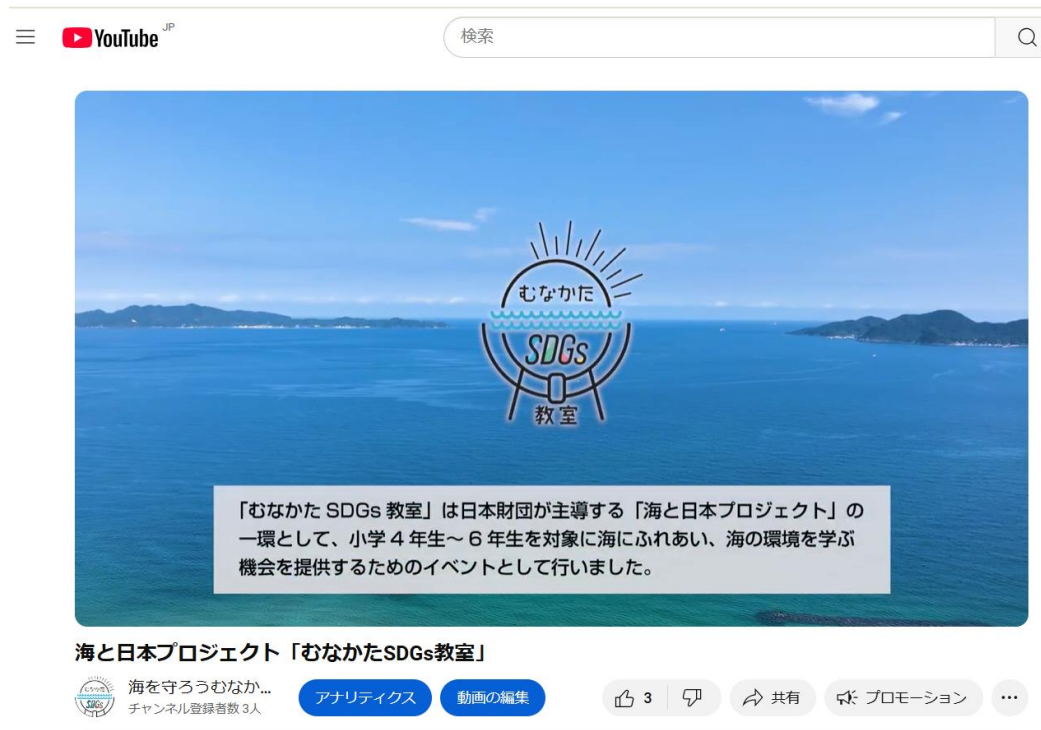 YouTube JP
検索
むなかた
SDGs
教室
「むなかた SDGs 教室」は日本財団が主導する「海と日本プロジェクト」の
一環として、小学4年生～6年生を対象に海にふれあい、海の環境を学ぶ
機会を提供するためのイベントとして行いました。
海と日本プロジェクト「むなかたSDGs教室」
むなかた
SDGs
海を守ろうむなか...
チャンネル登録者数 3人
アナリティクス
動画の編集
3
共有
プロモーション